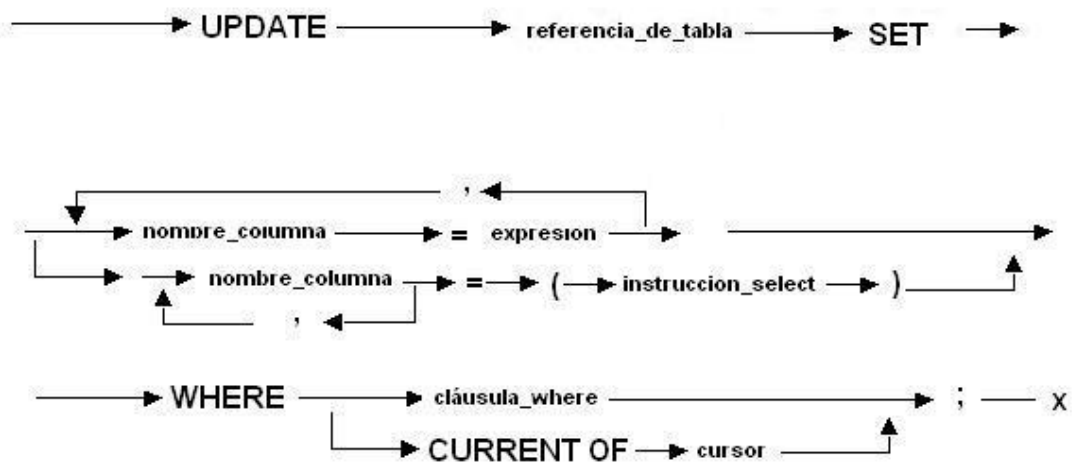 UPDATE referencia_de_tabla SET
,
nombre_columna = expresion
nombre_columna = ( instruccion_select )
,
WHERE cláusula_where ; x
CURRENT OF cursor